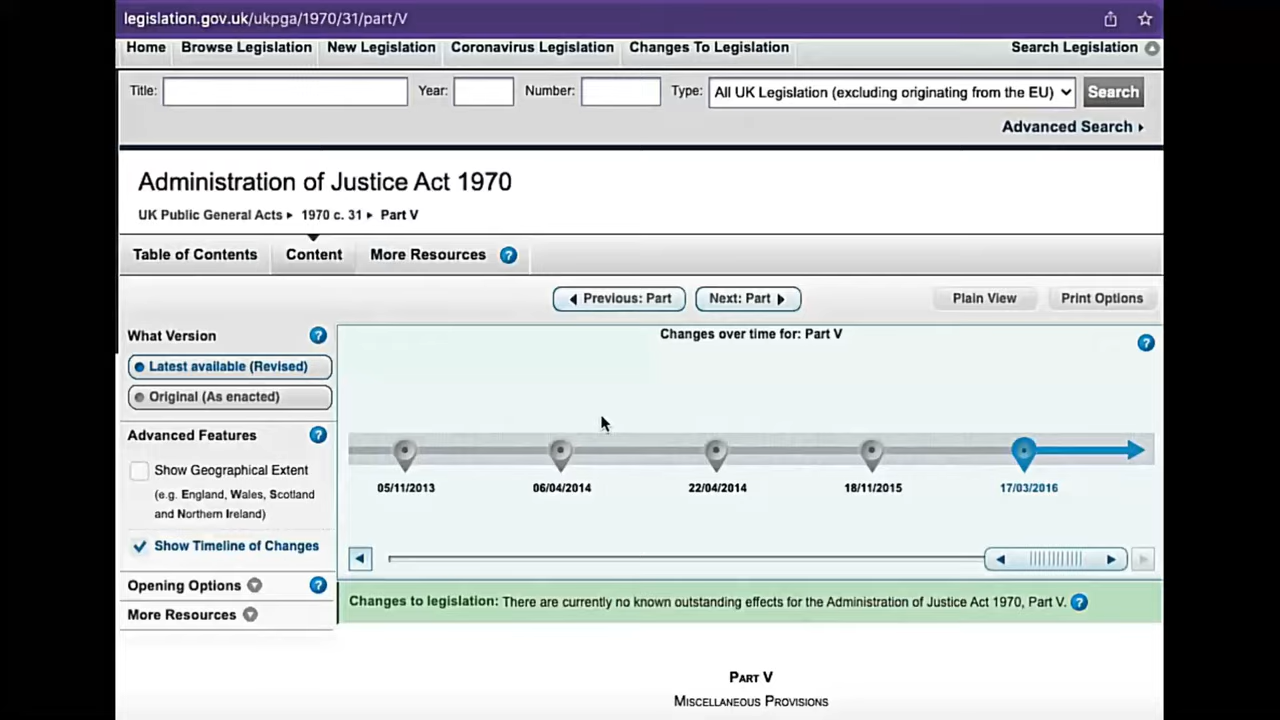 legislation.gov.uk/ukpga/1970/31/part/V
Home Browse Legislation New Legislation Coronavirus Legislation Changes To Legislation Search Legislation
Title: Year: Number: Type: All UK Legislation (excluding originating from the EU) Search
Advanced Search
Administration of Justice Act 1970
UK Public General Acts 1970 c. 31 Part V
Table of Contents Content More Resources ?
Previous: Part Next: Part Plain View Print Options
What Version ?
Latest available (Revised)
Original (As enacted)
Advanced Features ?
Show Geographical Extent
(e.g. England, Wales, Scotland
and Northern Ireland)
Show Timeline of Changes
Opening Options ?
More Resources
Changes over time for: Part V ?
05/11/2013 06/04/2014 22/04/2014 18/11/2015 17/03/2016
Changes to legislation: There are currently no known outstanding effects for the Administration of Justice Act 1970, Part V. ?
PART V
MISCELLANEOUS PROVISIONS